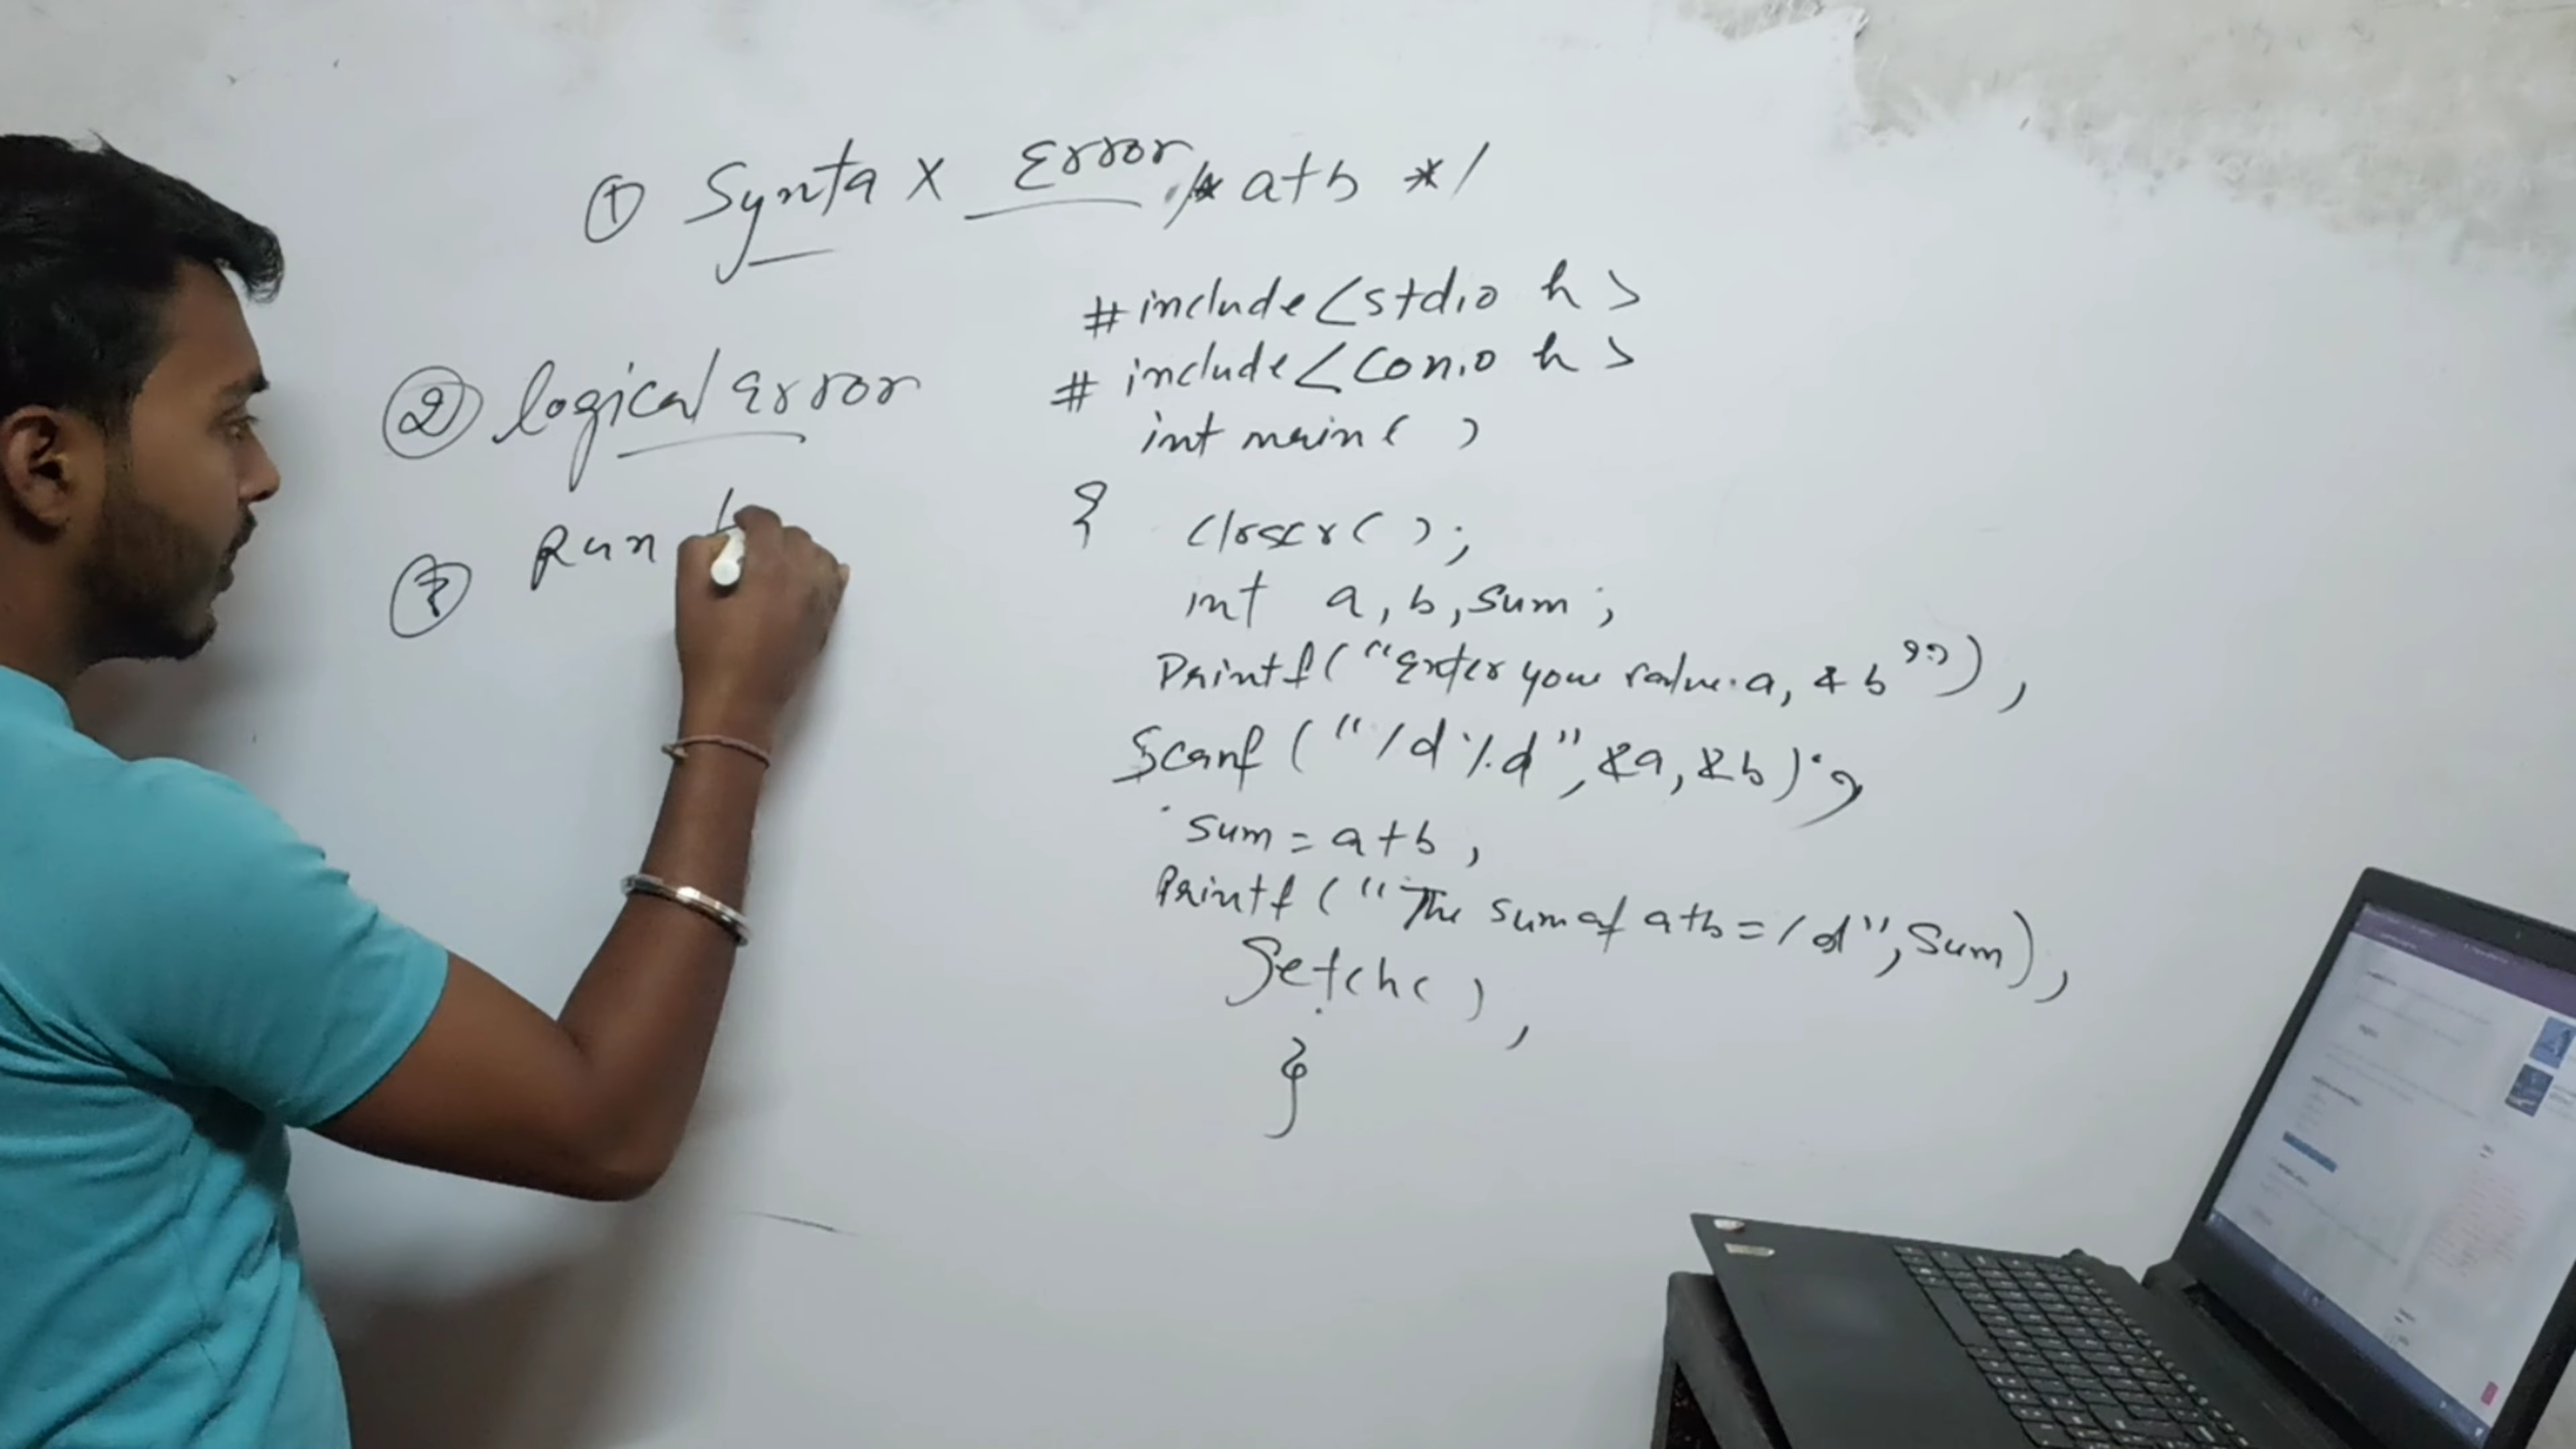 ① Syntax Error /* a+b */
#include<stdio h>
② logical Error
# include<conio h>
int main( )
③ Run t
{ clrscr( );
int a, b, sum ;
Printf("Enter your value a, & b"),
Scanf ("/d %d", &a, &b);
sum = a+b ,
Printf ("The sum of a+b = /d", Sum),
getch( ) ,
}